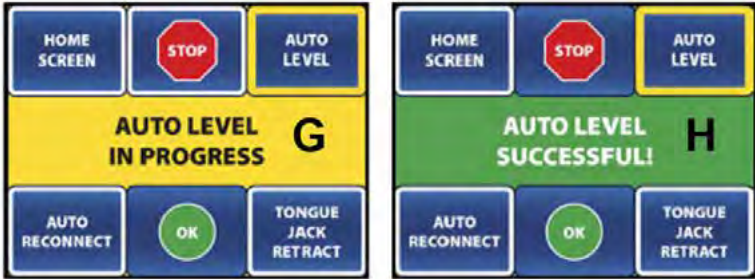 HOME
SCREEN
STOP
AUTO
LEVEL
AUTO LEVEL
IN PROGRESS
G
AUTO
RECONNECT
OK
TONGUE
JACK
RETRACT
HOME
SCREEN
STOP
AUTO
LEVEL
AUTO LEVEL
SUCCESSFUL!
H
AUTO
RECONNECT
OK
TONGUE
JACK
RETRACT